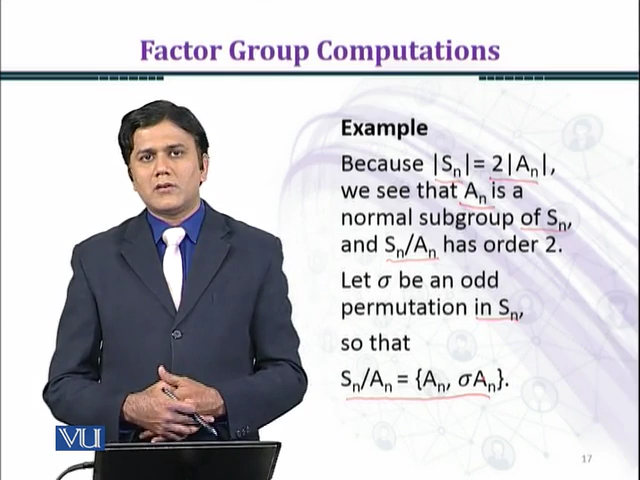 Factor Group Computations
Example
Because |Sₙ|= 2|Aₙ|,
we see that Aₙ is a
normal subgroup of Sₙ,
and Sₙ/Aₙ has order 2.
Let σ be an odd
permutation in Sₙ,
so that
Sₙ/Aₙ = {Aₙ, σAₙ}.
VU
17